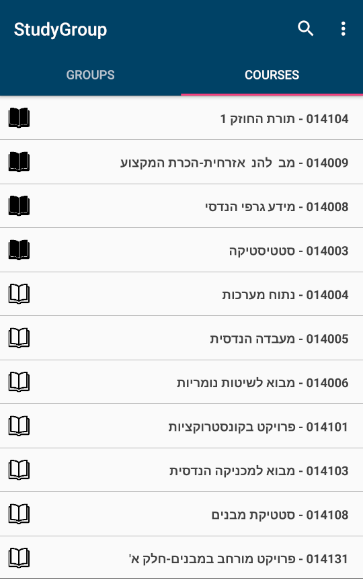 StudyGroup
GROUPS
COURSES
014104 - תורת החוזק 1
014009 - מב להנ אזרחית-הכרת המקצוע
014008 - מידע גרפי הנדסי
014003 - סטטיסטיקה
014004 - נתוח מערכות
014005 - מעבדה הנדסית
014006 - מבוא לשיטות נומריות
014101 - פרויקט בקונסטרוקציות
014103 - מבוא למכניקה הנדסית
014108 - סטטיקת מבנים
014131 - פרויקט מורחב במבנים-חלק א'